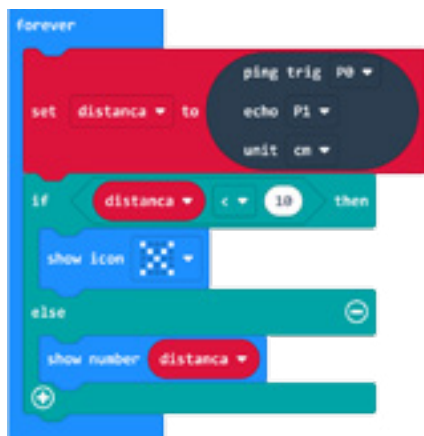 forever
ping trig P0
set distanca to echo P1
unit cm
if distanca < 10 then
show icon
else
show number distanca